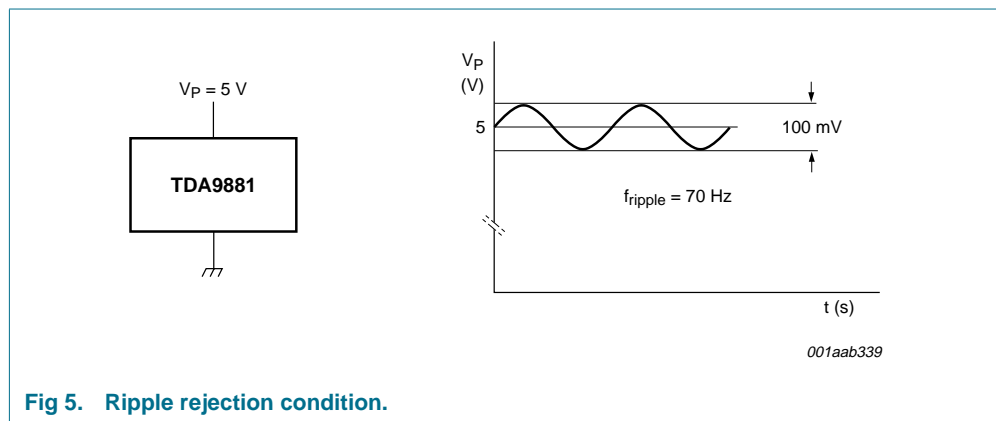 V_P = 5 V
TDA9881
V_P
(V)
5
100 mV
f_ripple = 70 Hz
t (s)
001aab339
Fig 5. Ripple rejection condition.